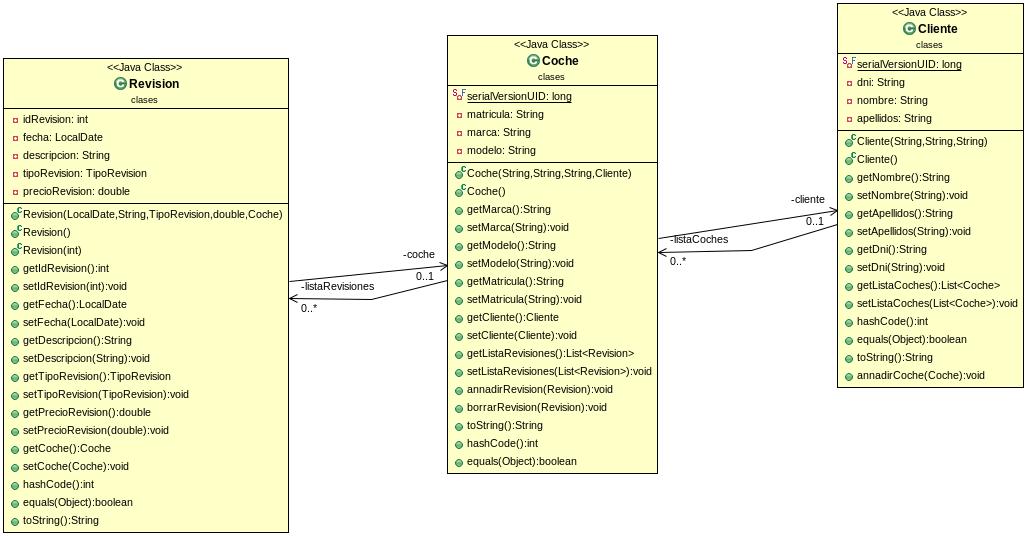 <<Java Class>>
Revision
clases
idRevision: int
fecha: LocalDate
descripcion: String
tipoRevision: TipoRevision
precioRevision: double
Revision(LocalDate,String,TipoRevision,double,Coche)
Revision()
Revision(int)
getIdRevision():int
setIdRevision(int):void
getFecha():LocalDate
setFecha(LocalDate):void
getDescripcion():String
setDescripcion(String):void
getTipoRevision():TipoRevision
setTipoRevision(TipoRevision):void
getPrecioRevision():double
setPrecioRevision(double):void
getCoche():Coche
setCoche(Coche):void
hashCode():int
equals(Object):boolean
toString():String
-coche
0..1
-listaRevisiones
0..*
<<Java Class>>
Coche
clases
serialVersionUID: long
matricula: String
marca: String
modelo: String
Coche(String,String,String,Cliente)
Coche()
getMarca():String
setMarca(String):void
getModelo():String
setModelo(String):void
getMatricula():String
setMatricula(String):void
getCliente():Cliente
setCliente(Cliente):void
getListaRevisiones():List<Revision>
setListaRevisiones(List<Revision>):void
annadirRevision(Revision):void
borrarRevision(Revision):void
toString():String
hashCode():int
equals(Object):boolean
-cliente
0..1
-listaCoches
0..*
<<Java Class>>
Cliente
clases
serialVersionUID: long
dni: String
nombre: String
apellidos: String
Cliente(String,String,String)
Cliente()
getNombre():String
setNombre(String):void
getApellidos():String
setApellidos(String):void
getDni():String
setDni(String):void
getListaCoches():List<Coche>
setListaCoches(List<Coche>):void
hashCode():int
equals(Object):boolean
toString():String
annadirCoche(Coche):void